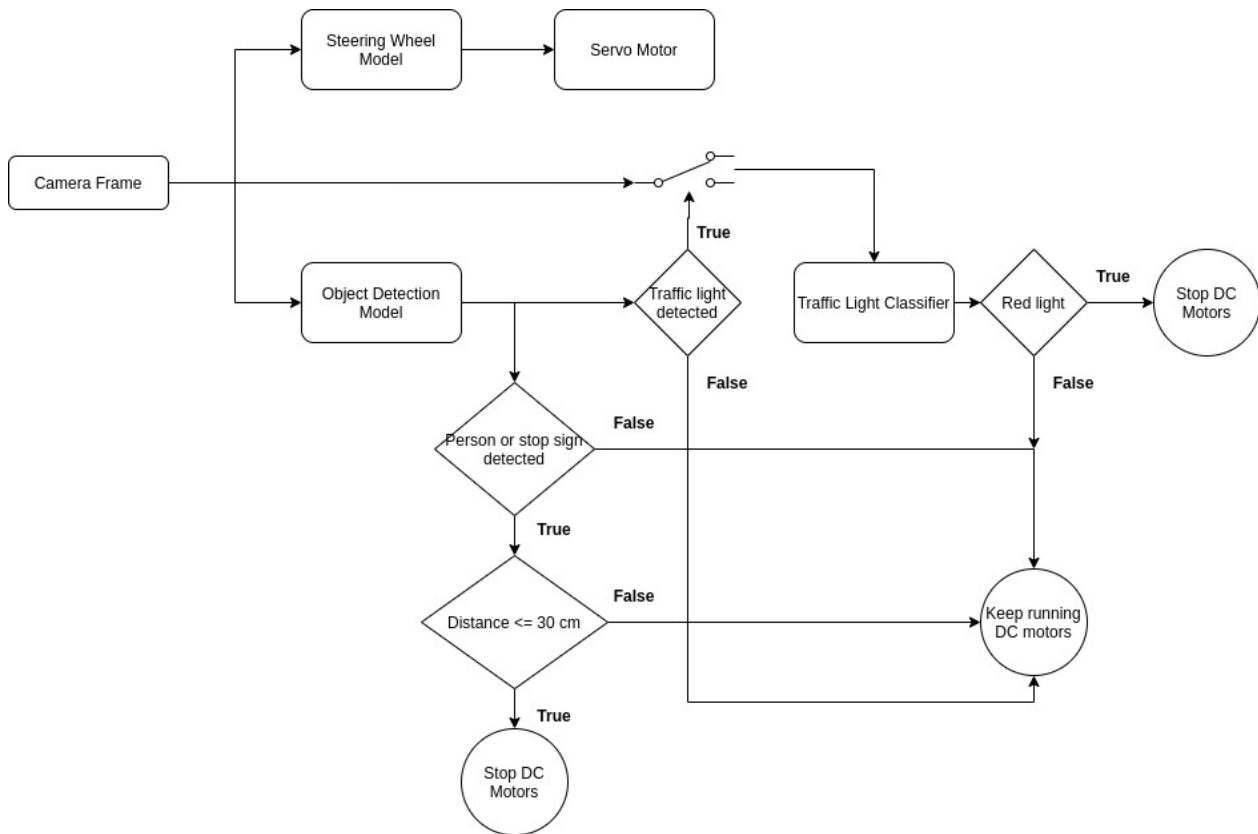 Steering Wheel
Model
Servo Motor
Camera Frame
True
Object Detection
Model
Traffic light
detected
Traffic Light Classifier
Red light
True
Stop DC
Motors
False
False
Person or stop sign
detected
False
True
Distance <= 30 cm
False
Keep running
DC motors
True
Stop DC
Motors